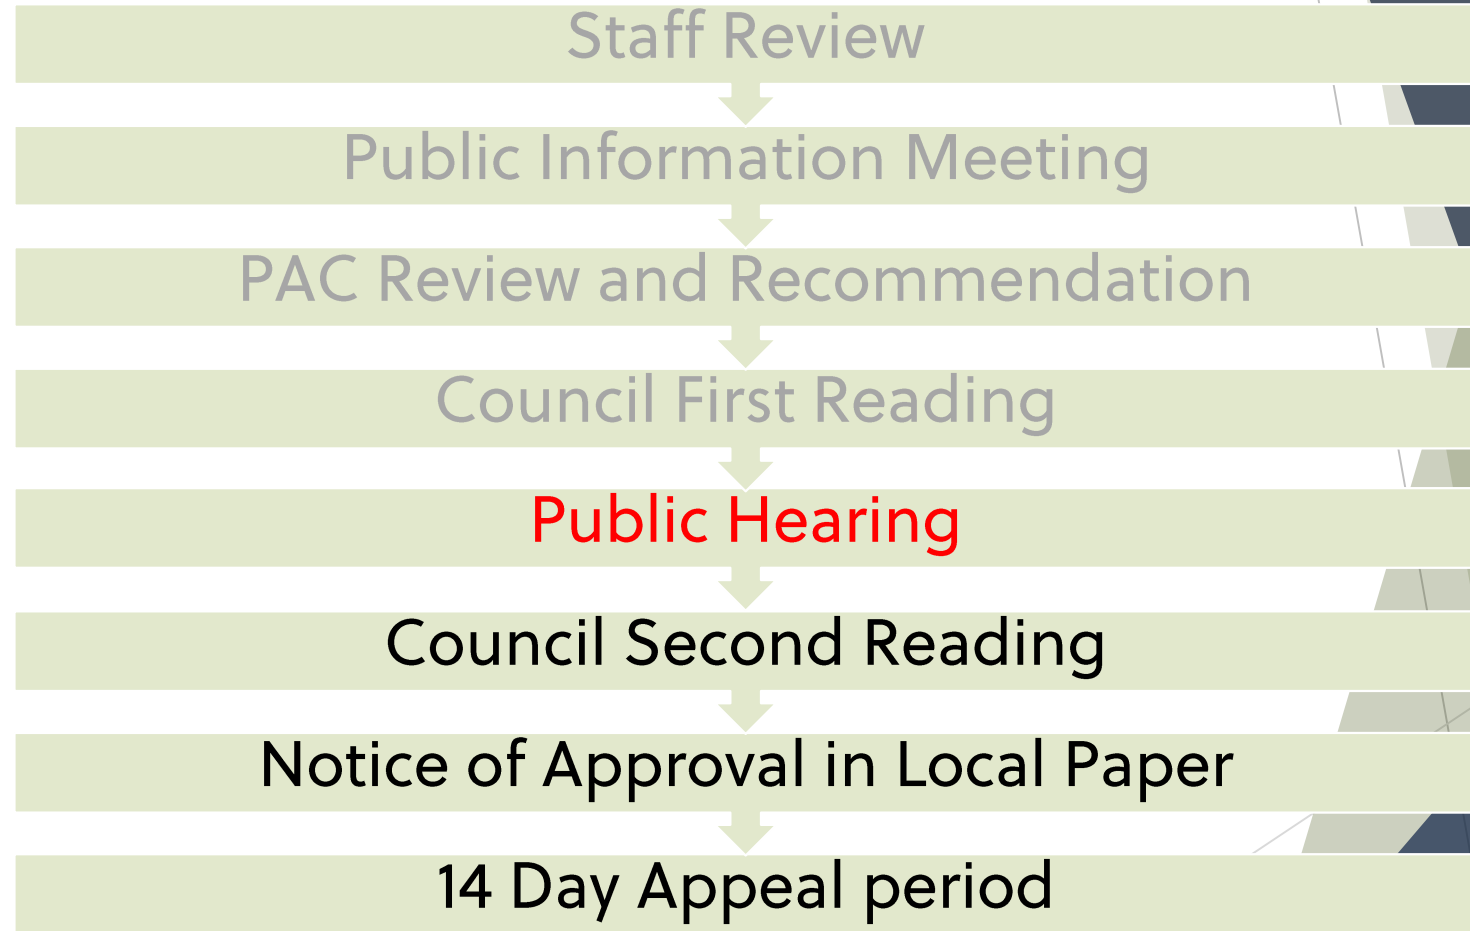 Staff Review
Public Information Meeting
PAC Review and Recommendation
Council First Reading
Public Hearing
Council Second Reading
Notice of Approval in Local Paper
14 Day Appeal period